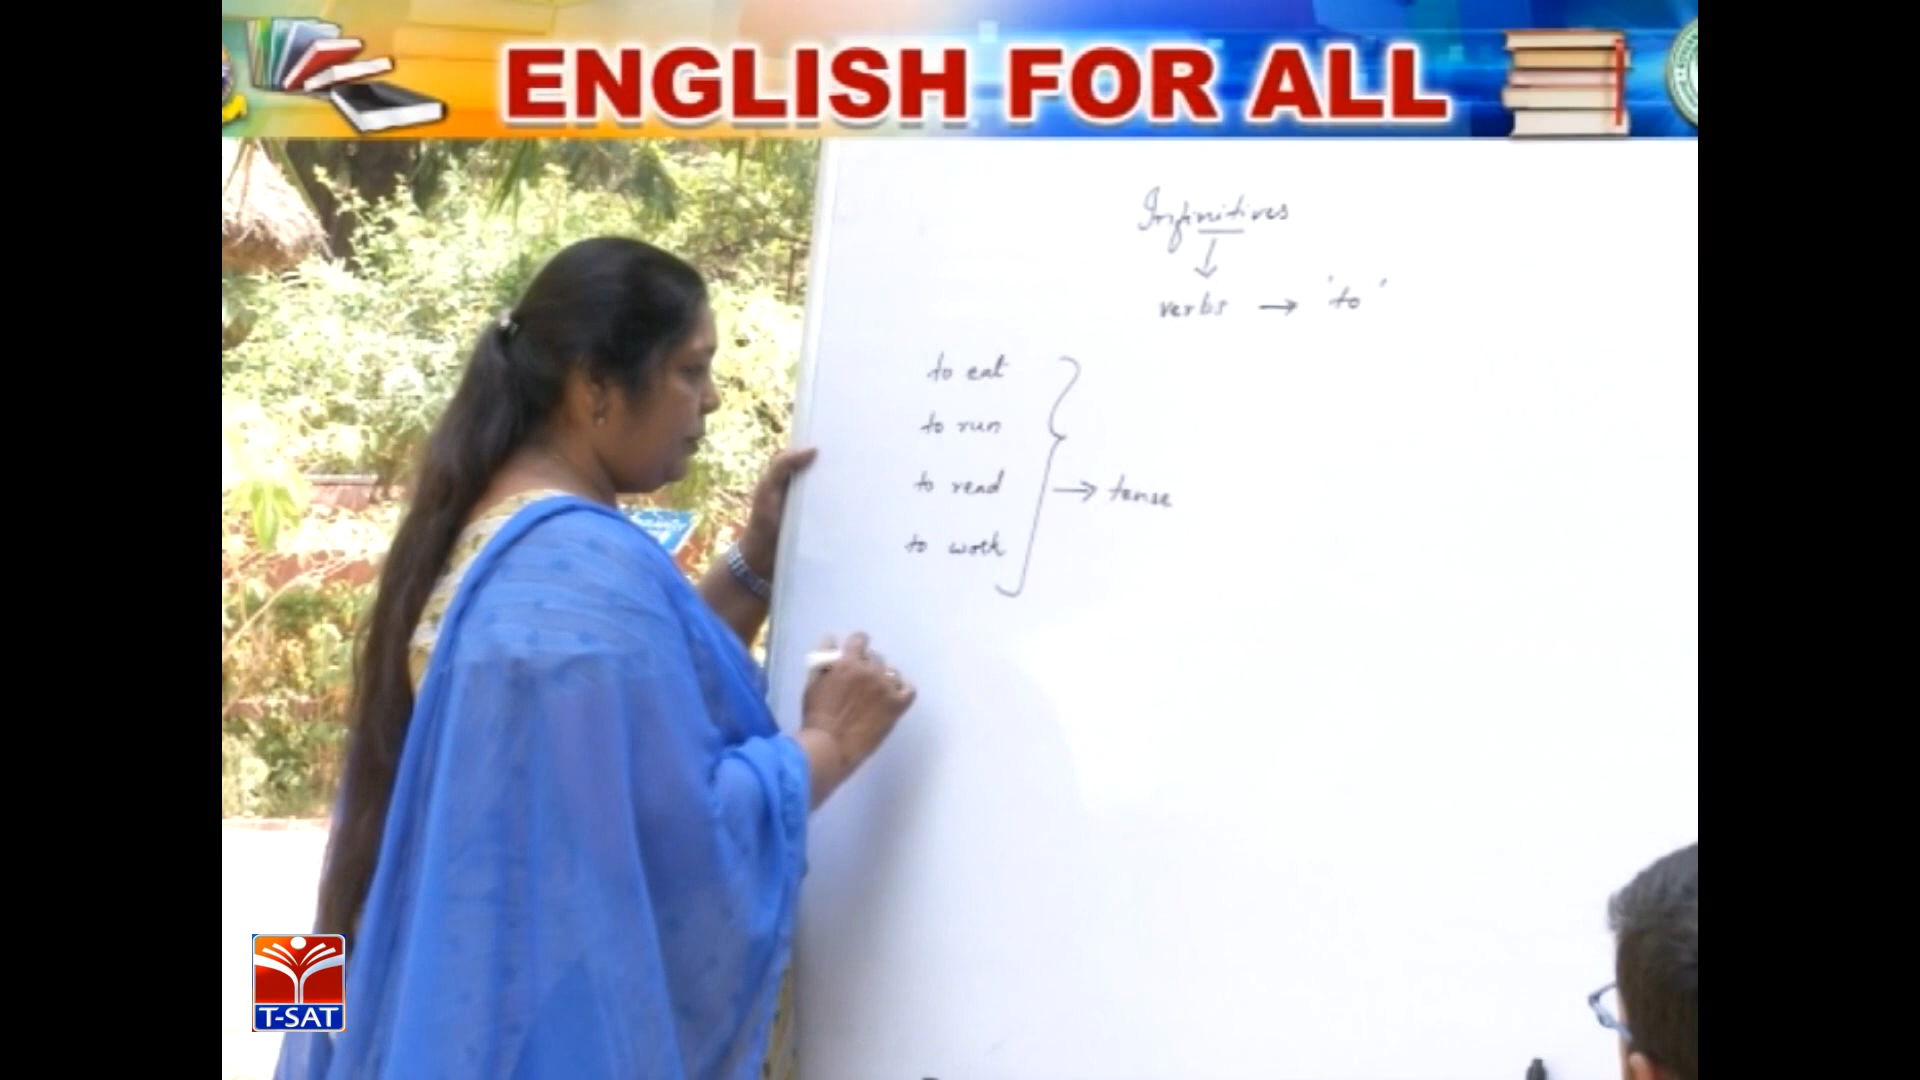 ENGLISH FOR ALL
Infinitives
↓
verbs → 'to'
to eat
to run
to read
→ tense
to work
T-SAT